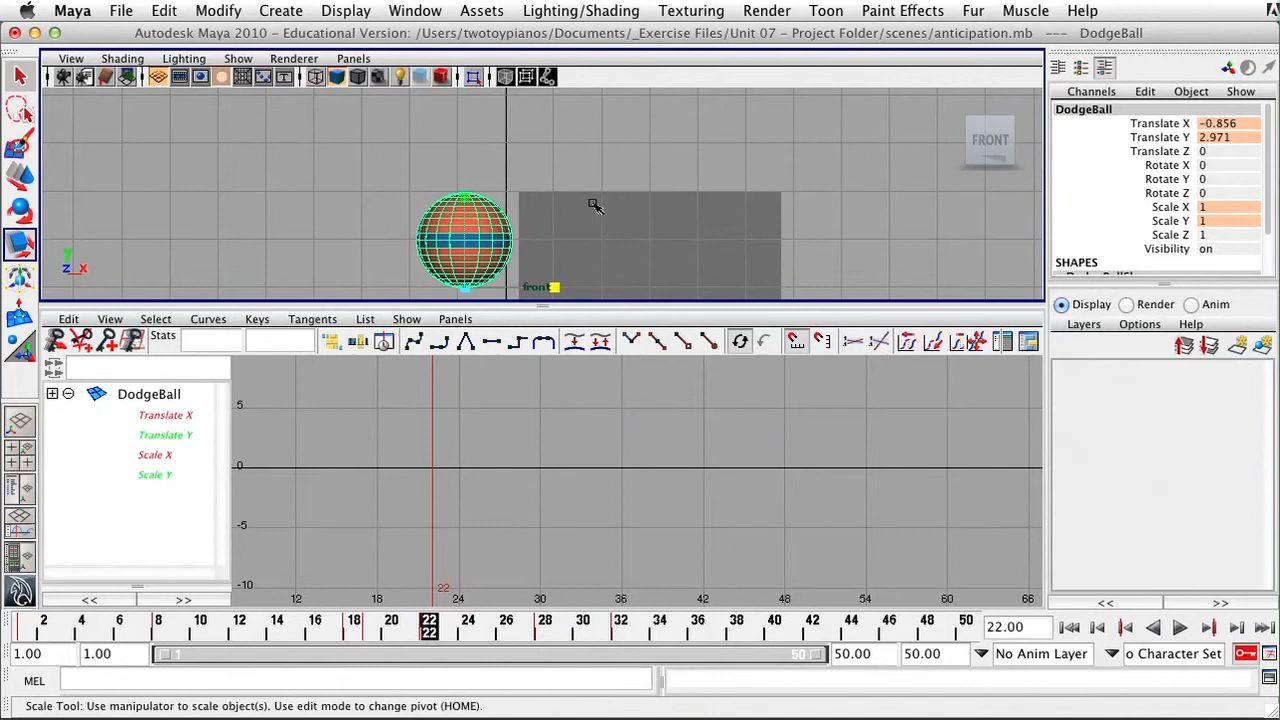 Maya File Edit Modify Create Display Window Assets Lighting/Shading Texturing Render Toon Paint Effects Fur Muscle Help
Autodesk Maya 2010 - Educational Version: /Users/twotoypianos/Documents/_Exercise Files/Unit 07 - Project Folder/scenes/anticipation.mb --- DodgeBall
View Shading Lighting Show Renderer Panels
Channels Edit Object Show
DodgeBall
Translate X -0.856
Translate Y 2.971
Translate Z 0
Rotate X 0
Rotate Y 0
Rotate Z 0
Scale X 1
Scale Y 1
Scale Z 1
Visibility on
SHAPES
FRONT
y
z x
front
Display Render Anim
Layers Options Help
Edit View Select Curves Keys Tangents List Show Panels
Stats
DodgeBall
Translate X
Translate Y
Scale X
Scale Y
5
0
-5
-10
22
12 18 24 30 36 42 48 54 60 66
<< >>
<< >>
2 4 6 8 10 12 14 16 18 20 22 24 26 28 30 32 34 36 38 40 42 44 46 48 50
22
22.00
1.00 1.00 1 50 50.00 50.00 No Anim Layer o Character Set
MEL
Scale Tool: Use manipulator to scale object(s). Use edit mode to change pivot (HOME).